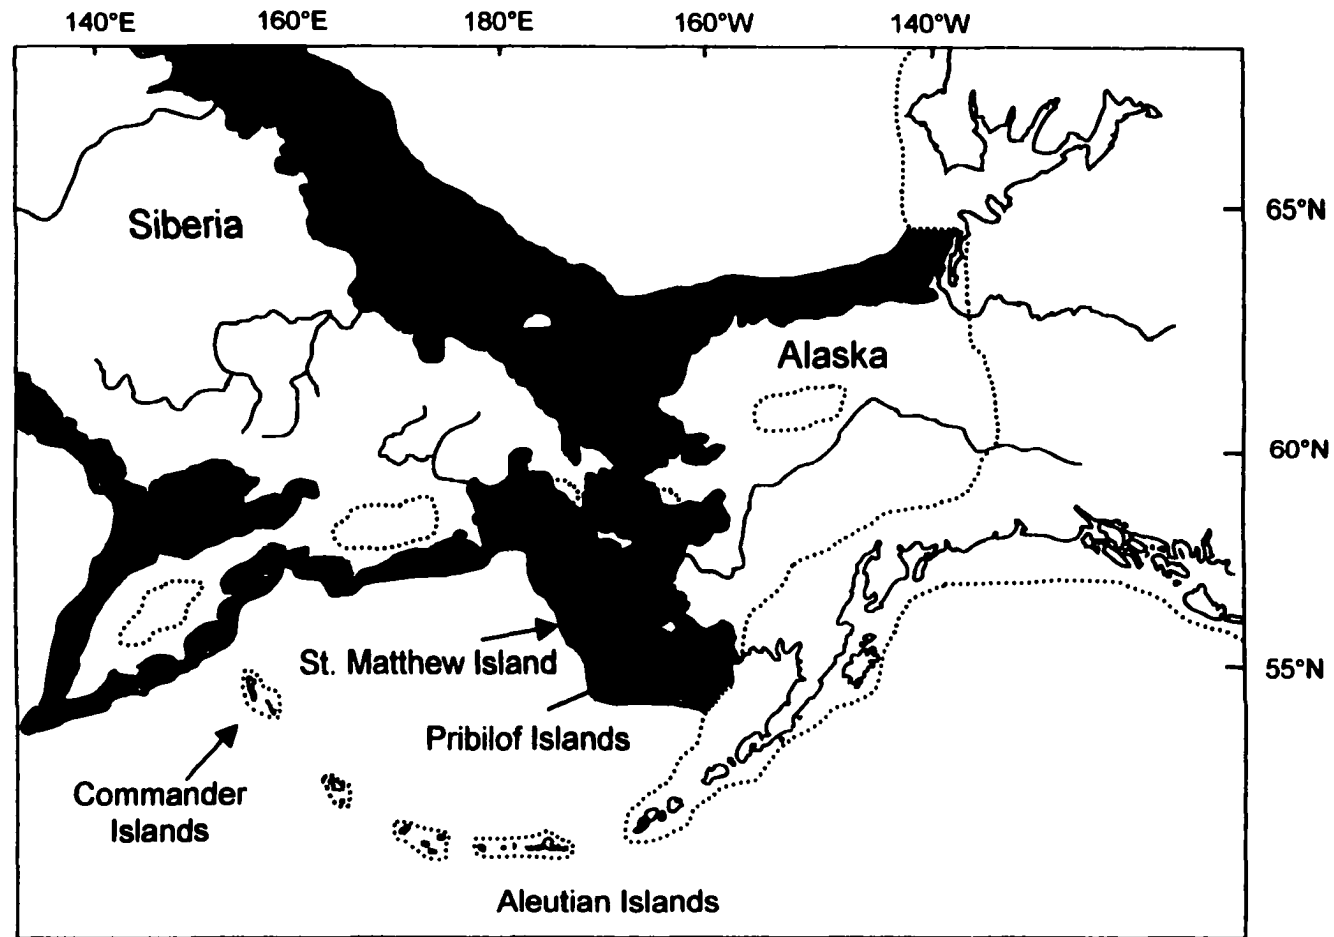 140°E 160°E 180°E 160°W 140°W
65°N
Siberia
Alaska
60°N
St. Matthew Island
55°N
Pribilof Islands
Commander
Islands
Aleutian Islands